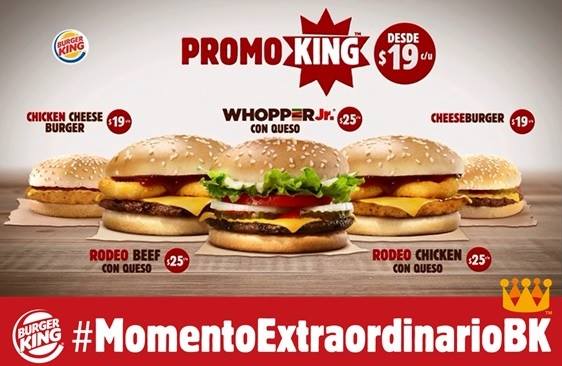 BURGER KING
PROMO KING™
DESDE
$19 c/u
CHICKEN CHEESE
BURGER
$19 c/u
WHOPPER Jr.
CON QUESO
$25 c/u
CHEESEBURGER
$19 c/u
RODEO BEEF
CON QUESO
$25 c/u
RODEO CHICKEN
CON QUESO
$25 c/u
BURGER KING
#MomentoExtraordinarioBK